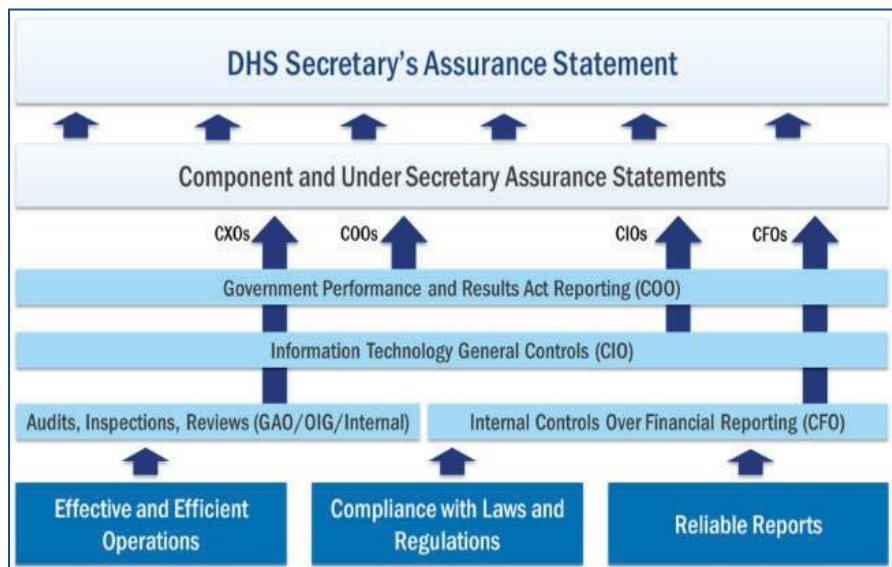 DHS Secretary’s Assurance Statement
Component and Under Secretary Assurance Statements
CXOs
COOs
CIOs
CFOs
Government Performance and Results Act Reporting (COO)
Information Technology General Controls (CIO)
Audits, Inspections, Reviews (GAO/OIG/Internal)
Internal Controls Over Financial Reporting (CFO)
Effective and Efficient
Operations
Compliance with Laws and
Regulations
Reliable Reports